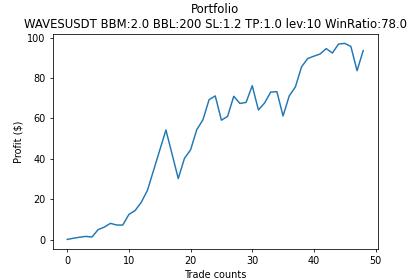 Portfolio
WAVESUSDT BBM:2.0 BBL:200 SL:1.2 TP:1.0 lev:10 WinRatio:78.0
100
80
60
40
20
0
Profit ($)
0 10 20 30 40 50
Trade counts